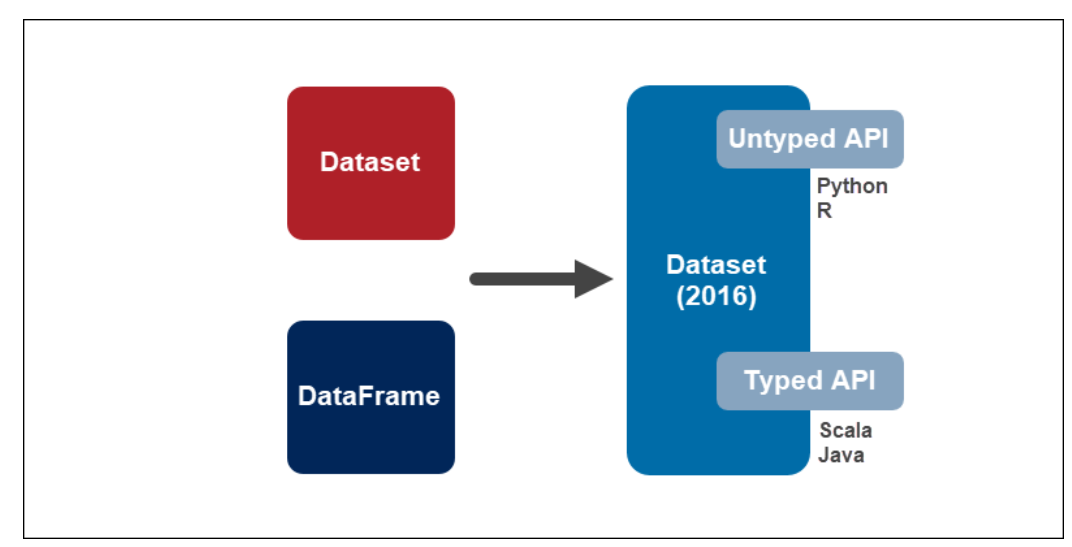 Dataset
DataFrame
Dataset
(2016)
Untyped API
Python
R
Typed API
Scala
Java